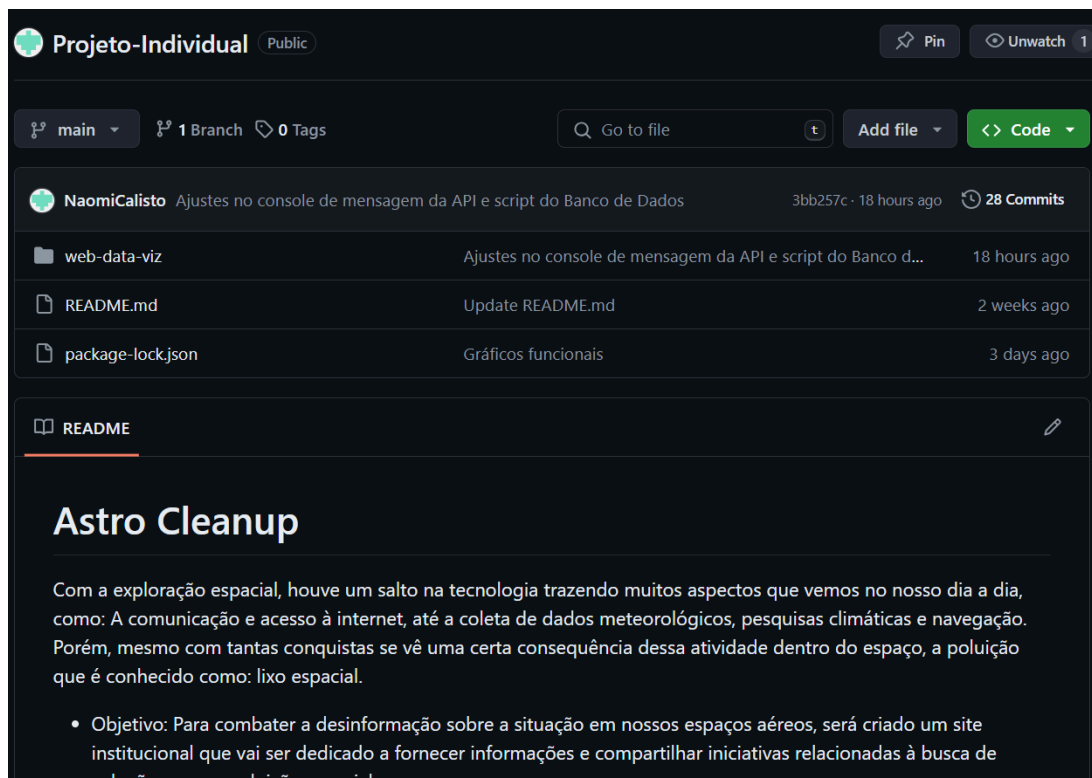 Projeto-Individual Public Pin Unwatch 1
main 1 Branch 0 Tags Go to file t Add file Code
NaomiCalisto Ajustes no console de mensagem da API e script do Banco de Dados 3bb257c · 18 hours ago 28 Commits
web-data-viz Ajustes no console de mensagem da API e script do Banco d... 18 hours ago
README.md Update README.md 2 weeks ago
package-lock.json Gráficos funcionais 3 days ago
README
Astro Cleanup
Com a exploração espacial, houve um salto na tecnologia trazendo muitos aspectos que vemos no nosso dia a dia,
como: A comunicação e acesso à internet, até a coleta de dados meteorológicos, pesquisas climáticas e navegação.
Porém, mesmo com tantas conquistas se vê uma certa consequência dessa atividade dentro do espaço, a poluição
que é conhecido como: lixo espacial.
• Objetivo: Para combater a desinformação sobre a situação em nossos espaços aéreos, será criado um site
institucional que vai ser dedicado a fornecer informações e compartilhar iniciativas relacionadas à busca de